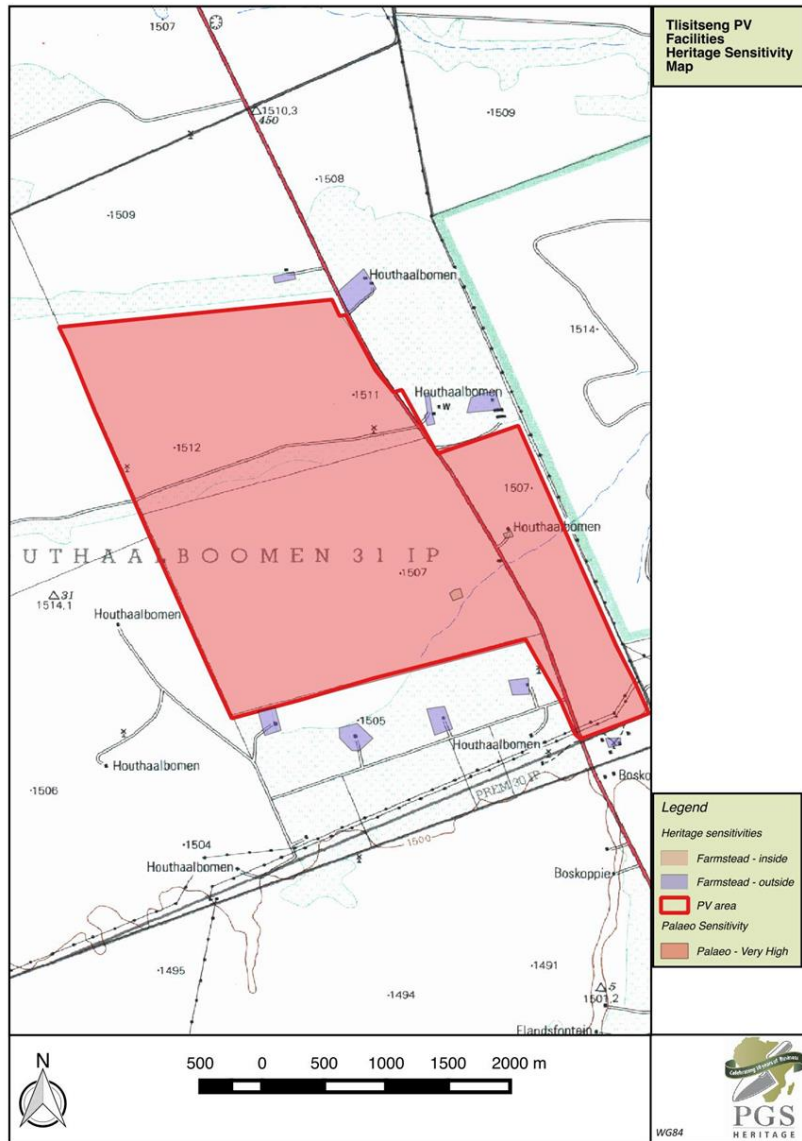 Tlisitseng PV
Facilities
Heritage Sensitivity
Map
1507
1510,3
450
1509
1508
1509
Houthaalbomen
1514
1511
Houthaalbomen
W
1512
1507
Houthaalbomen
UTHAALBOOMEN 31 IP
1507
31
1514,1
Houthaalbomen
1505
Houthaalbomen
Houthaalbomen
PREM 30 IP
Bosko
1506
1504
1500
Houthaalbomen
Boskoppie
1495
1491
1494
5
1501,2
Elandsfontein
Legend
Heritage sensitivities
Farmstead - inside
Farmstead - outside
PV area
Palaeo Sensitivity
Palaeo - Very High
N
500 0 500 1000 1500 2000 m
WG84
PGS
HERITAGE